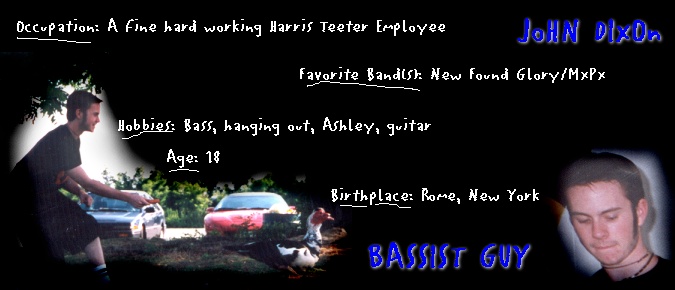 Occupation: A fine hard working Harris Teeter Employee
JoHN DIxOn
Favorite Band(s): New Found Glory/MxPx
Hobbies: Bass, hanging out, Ashley, guitar
Age: 18
Birthplace: Rome, New York
BASSIST GUY